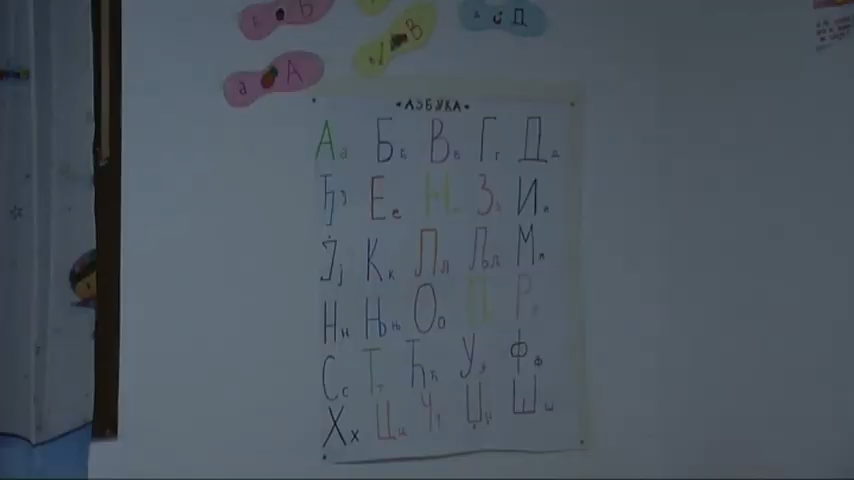 Б
В
Д
а А
АЗБУКА
А а Б б В в Г г Д д
Ђ ђ Е е Ж З з И и
Ј ј К к Л л Љ љ М м
Н н Њ њ О о П Р р
С с Т т Ћ ћ У у Ф ф
Х х Ц ц Ч ч Џ џ Ш ш